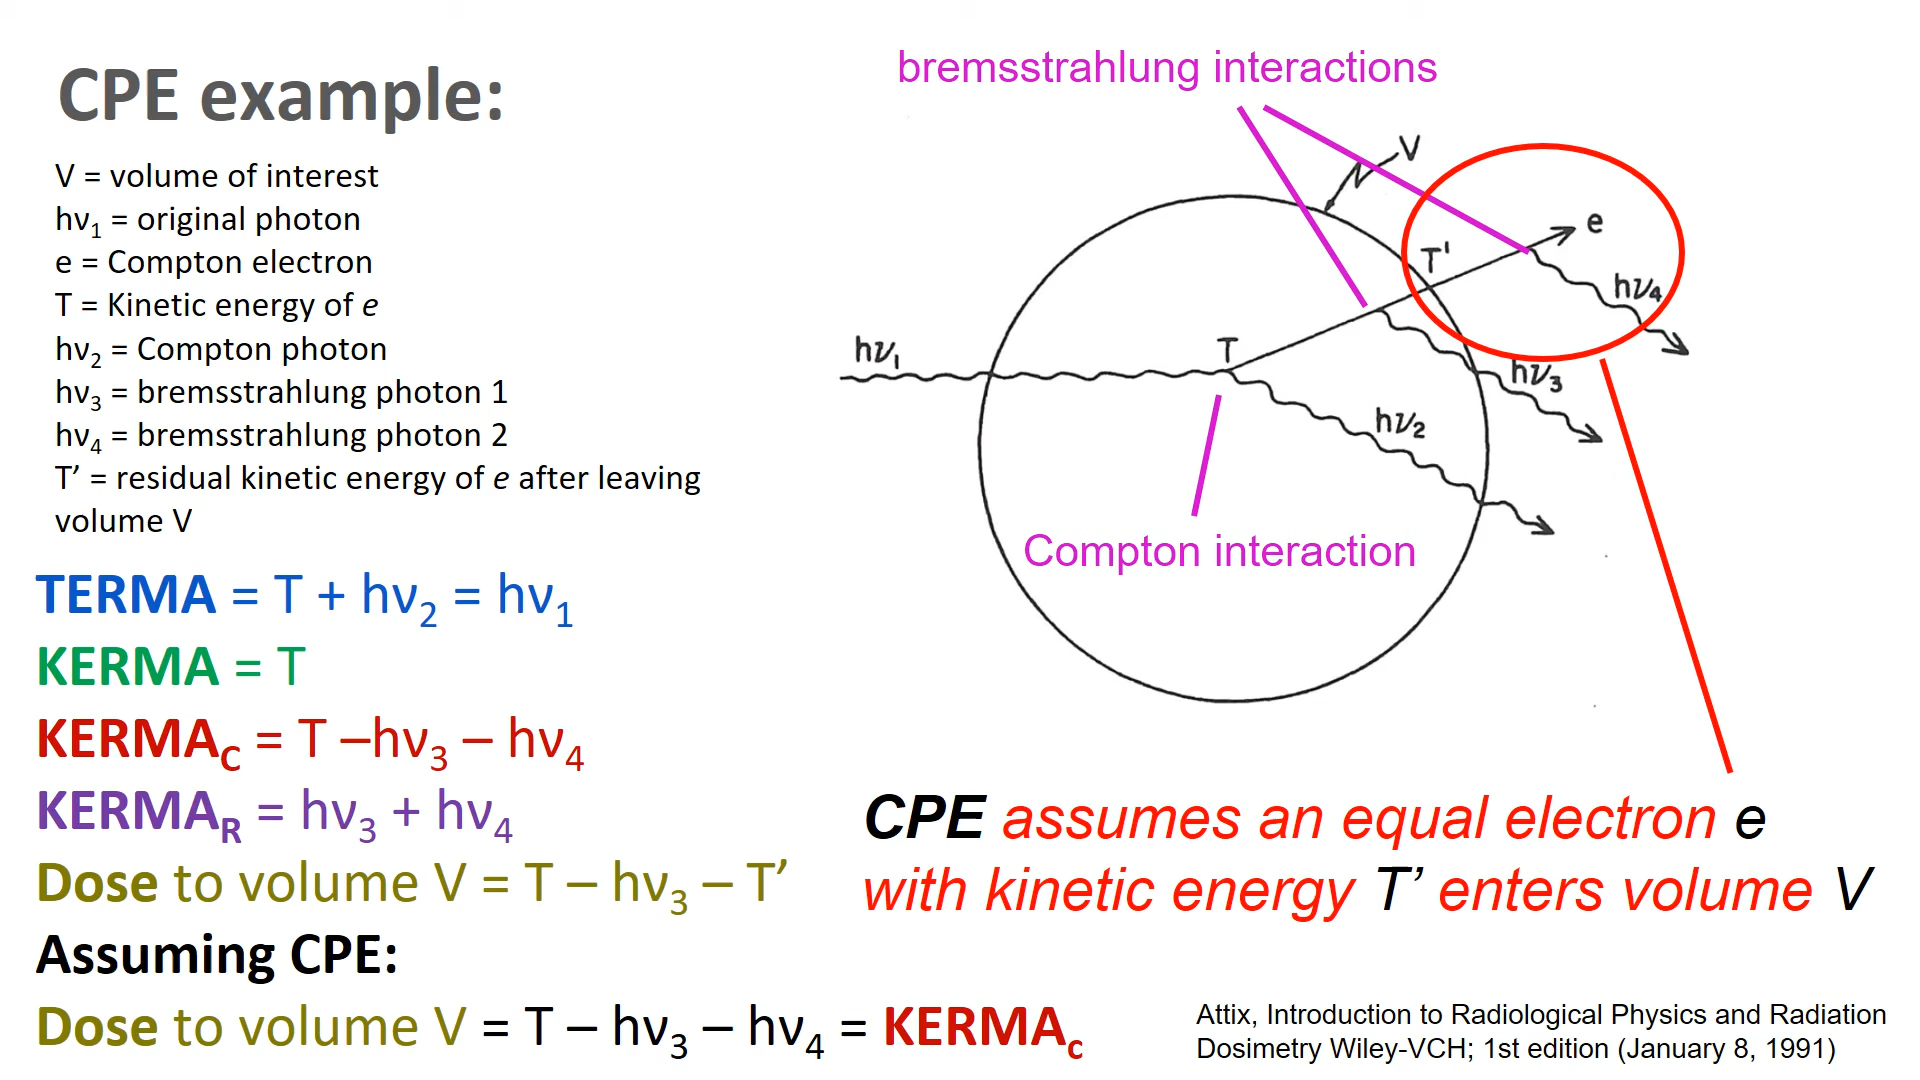 CPE example:
V = volume of interest
hν₁ = original photon
e = Compton electron
T = Kinetic energy of e
hν₂ = Compton photon
hν₃ = bremsstrahlung photon 1
hν₄ = bremsstrahlung photon 2
T’ = residual kinetic energy of e after leaving
volume V
TERMA = T + hν₂ = hν₁
KERMA = T
KERMA_C = T –hν₃ – hν₄
KERMA_R = hν₃ + hν₄
Dose to volume V = T – hν₃ – T’
Assuming CPE:
Dose to volume V = T – hν₃ – hν₄ = KERMA_c
bremsstrahlung interactions
V
e
T'
hν₄
hν₁
T
hν₃
hν₂
Compton interaction
CPE assumes an equal electron e
with kinetic energy T’ enters volume V
Attix, Introduction to Radiological Physics and Radiation
Dosimetry Wiley-VCH; 1st edition (January 8, 1991)